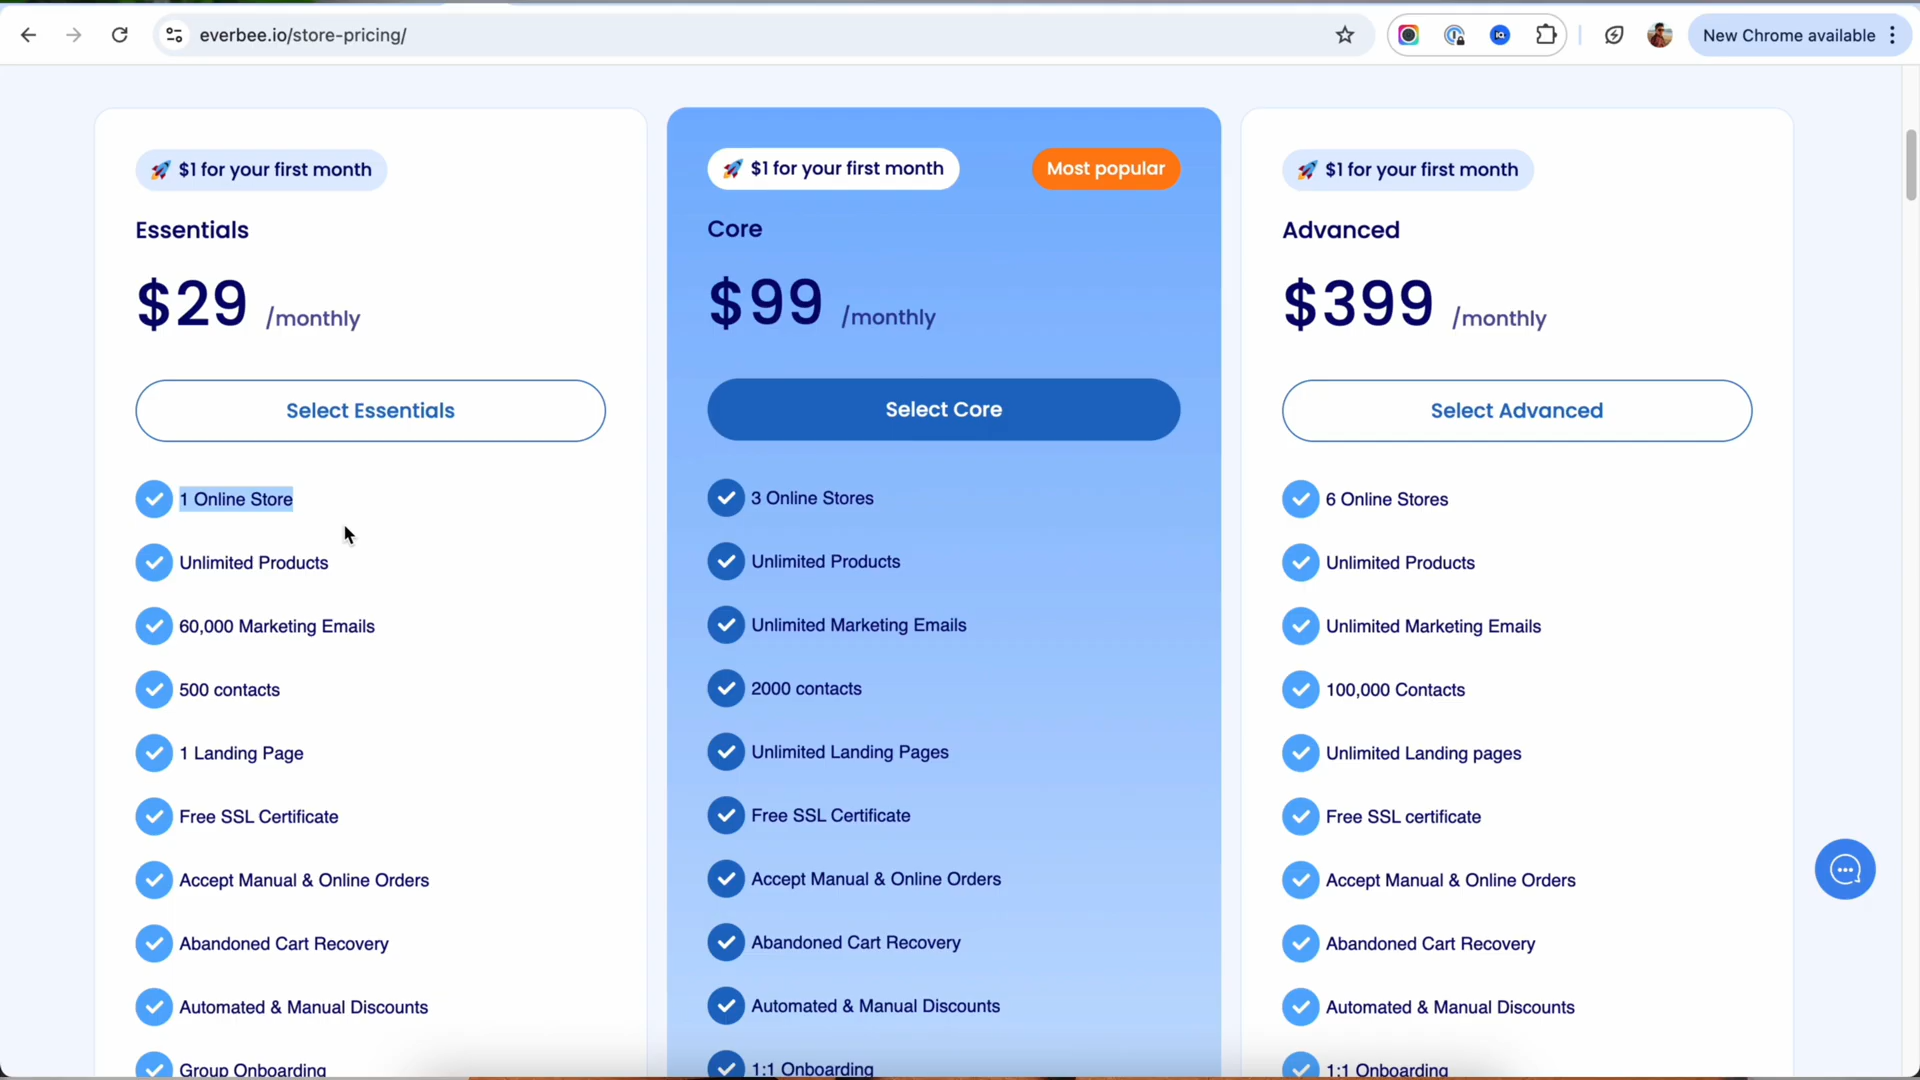 everbee.io/store-pricing/
New Chrome available
$1 for your first month
Essentials
$29 /monthly
Select Essentials
1 Online Store
Unlimited Products
60,000 Marketing Emails
500 contacts
1 Landing Page
Free SSL Certificate
Accept Manual & Online Orders
Abandoned Cart Recovery
Automated & Manual Discounts
Group Onboarding
$1 for your first month
Most popular
Core
$99 /monthly
Select Core
3 Online Stores
Unlimited Products
Unlimited Marketing Emails
2000 contacts
Unlimited Landing Pages
Free SSL Certificate
Accept Manual & Online Orders
Abandoned Cart Recovery
Automated & Manual Discounts
1:1 Onboarding
$1 for your first month
Advanced
$399 /monthly
Select Advanced
6 Online Stores
Unlimited Products
Unlimited Marketing Emails
100,000 Contacts
Unlimited Landing pages
Free SSL certificate
Accept Manual & Online Orders
Abandoned Cart Recovery
Automated & Manual Discounts
1:1 Onboarding